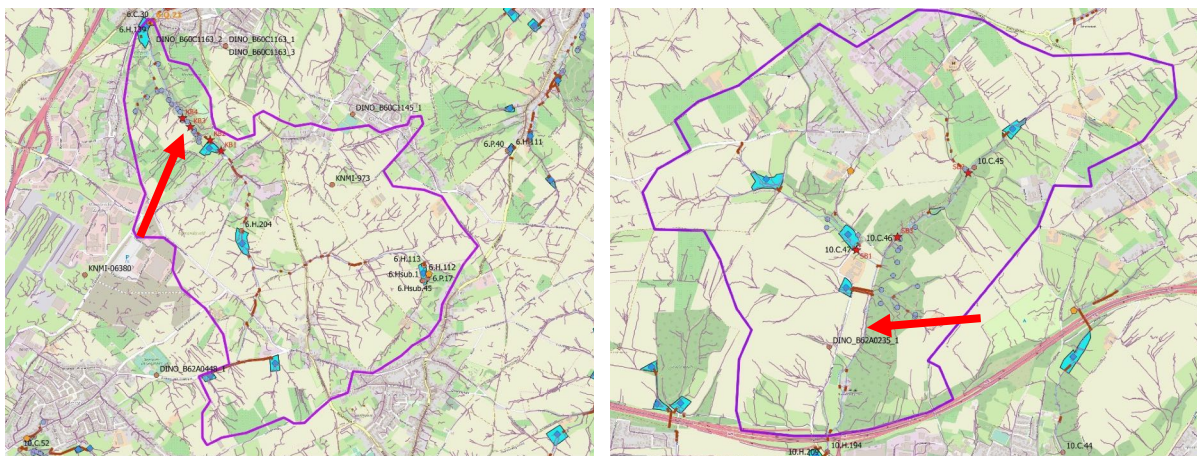 6.C.30
6.H.139
DINO_B60C1163_2
DINO_B60C1163_1
DINO_B60C1163_3
DINO_B60C1145_1
KB3
KB1
6.P.40
6.H.111
KNMI-973
6.H.204
KNMI-06380
P
6.H.113
6.H.112
6.Hsub.1
6.P.17
6.Hsub.45
DINO_B62A0448_1
10.C.52
10.C.45
10.C.46
10.C.47
SB1
DINO_B62A0235_1
10.H.194
10.C.44